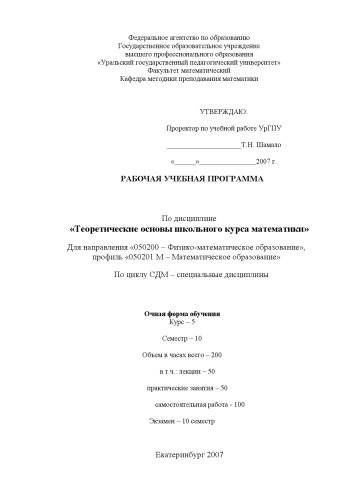 Федеральное агентство по образованию
Государственное образовательное учреждение
высшего профессионального образования
«Уральский государственный педагогический университет»
Факультет математический
Кафедра методики преподавания математики
УТВЕРЖДАЮ:
Проректор по учебной работе УрГПУ
____________________Т.Н. Шамало
«______»________________2007 г.
РАБОЧАЯ УЧЕБНАЯ ПРОГРАММА
По дисциплине
«Теоретические основы школьного курса математики»
Для направления «050200 – Физико-математическое образование»,
профиль «050201 М – Математическое образование»
По циклу СДМ – специальные дисциплины
Очная форма обучения
Курс – 5
Семестр – 10
Объем в часах всего – 200
в т.ч.: лекции – 50
практические занятия – 50
самостоятельная работа - 100
Экзамен – 10 семестр
Екатеринбург 2007